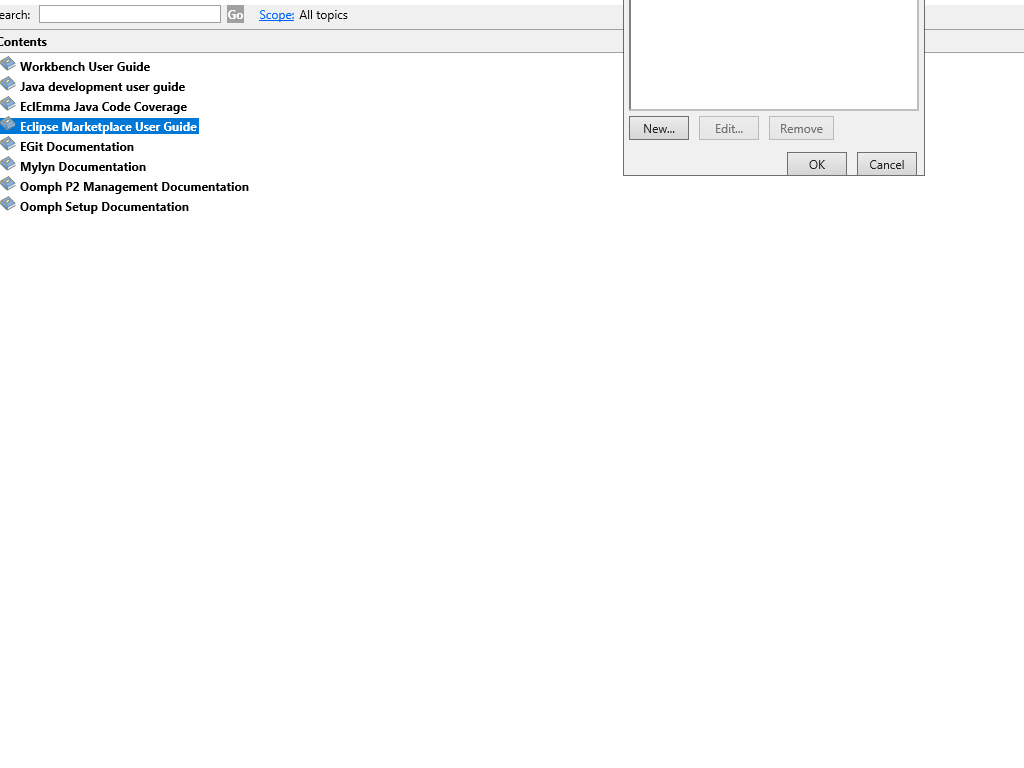 earch: Go Scope: All topics
Contents
Workbench User Guide
Java development user guide
EclEmma Java Code Coverage
Eclipse Marketplace User Guide
EGit Documentation
Mylyn Documentation
Oomph P2 Management Documentation
Oomph Setup Documentation
New... Edit... Remove
OK Cancel